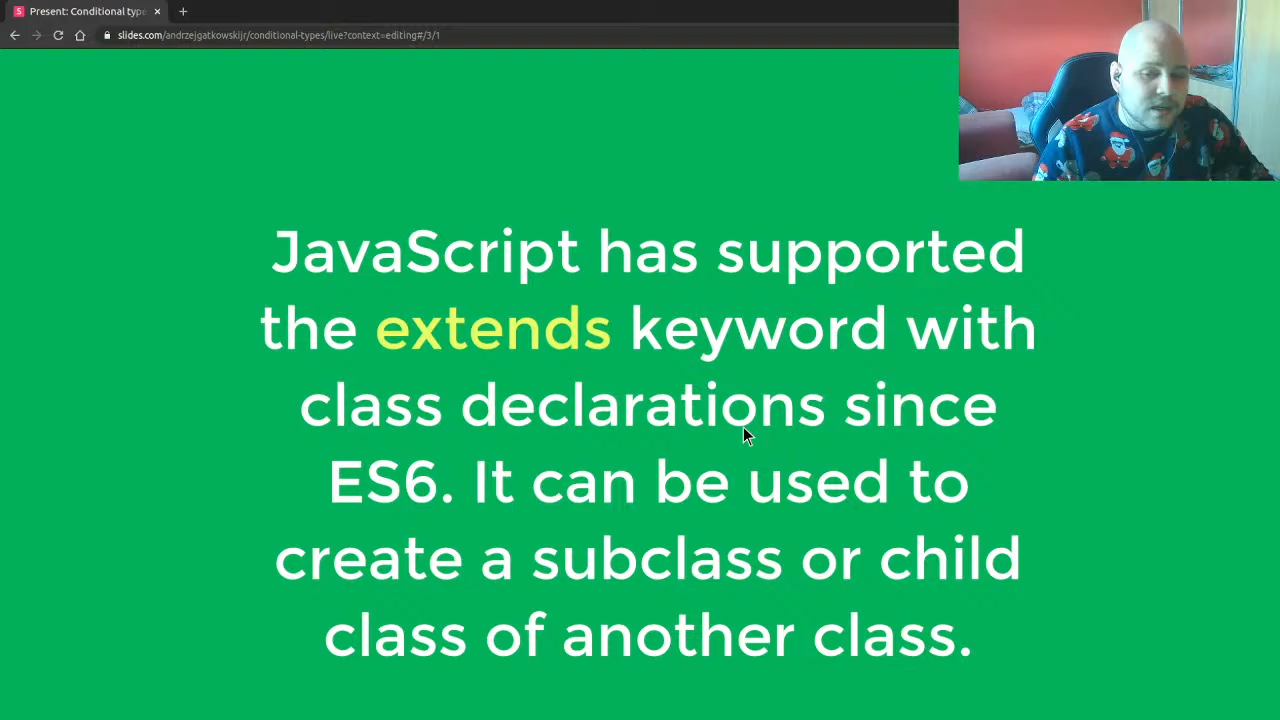 Present: Conditional type
slides.com/andrzejgatkowskijr/conditional-types/live?context=editing#/3/1
JavaScript has supported
the extends keyword with
class declarations since
ES6. It can be used to
create a subclass or child
class of another class.